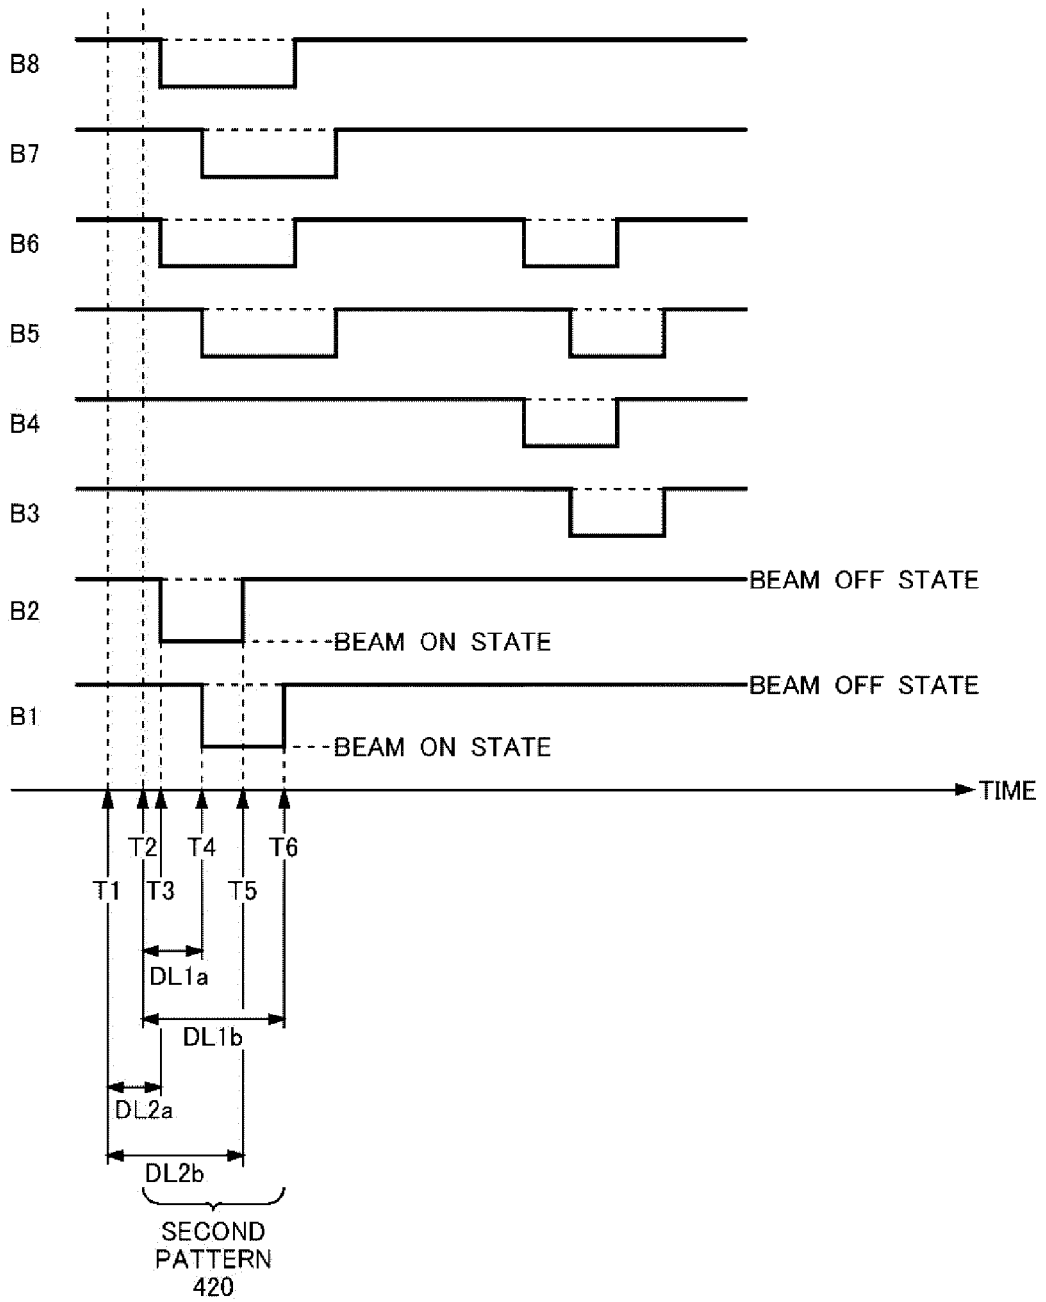 B8
B7
B6
B5
B4
B3
BEAM OFF STATE
B2
BEAM ON STATE
BEAM OFF STATE
B1
BEAM ON STATE
TIME
T2 T4 T6
T1 T3 T5
DL1a
DL1b
DL2a
DL2b
SECOND
PATTERN
420